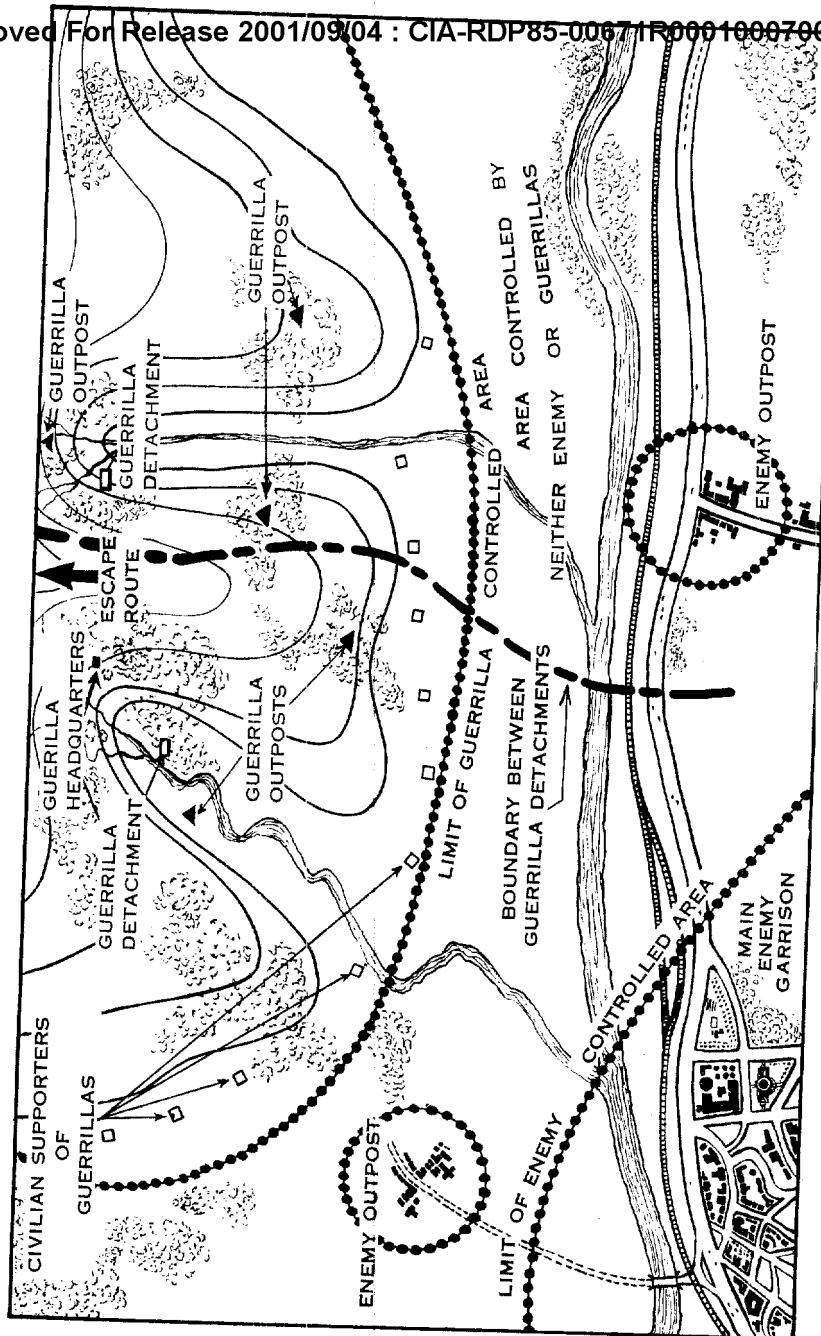 oved For Release 2001/09/04 : CIA-RDP85-00671R0001000700
CIVILIAN SUPPORTERS
OF
GUERRILLAS
GUERILLA
HEADQUARTERS
GUERRILLA
DETACHMENT
ESCAPE
ROUTE
GUERRILLA
OUTPOST
GUERRILLA
DETACHMENT
GUERRILLA
OUTPOST
GUERRILLA
OUTPOSTS
LIMIT OF GUERRILLA CONTROLLED AREA
AREA CONTROLLED BY
NEITHER ENEMY OR GUERRILLAS
BOUNDARY BETWEEN
GUERRILLA DETACHMENTS
ENEMY OUTPOST
LIMIT OF ENEMY CONTROLLED AREA
MAIN
ENEMY
GARRISON
ENEMY OUTPOST